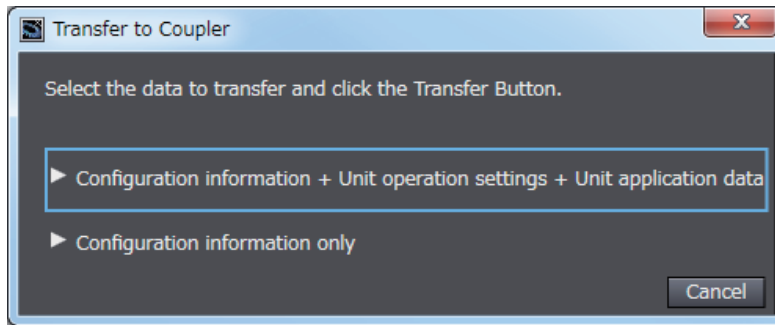 Transfer to Coupler
Select the data to transfer and click the Transfer Button.
Configuration information + Unit operation settings + Unit application data
Configuration information only
Cancel